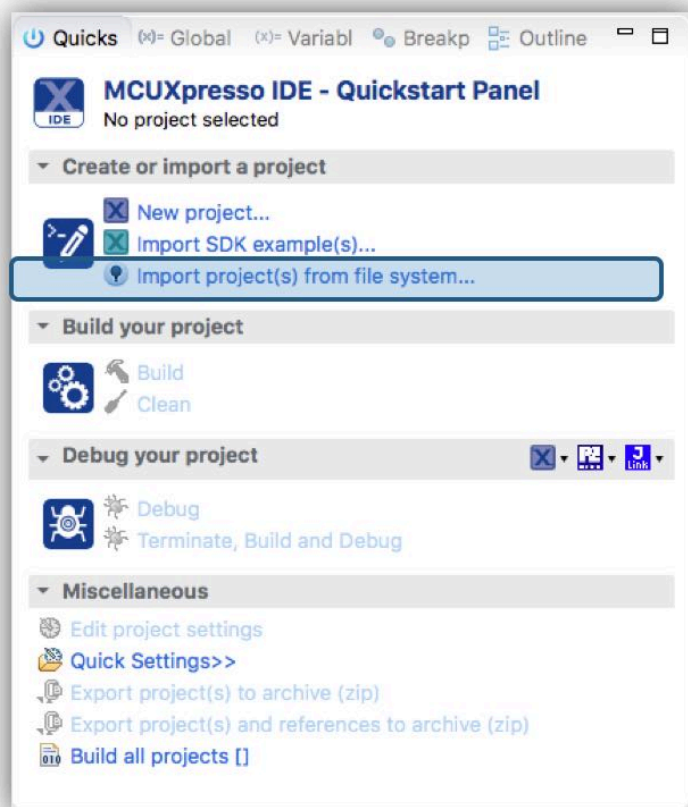 Quicks (x)= Global (x)= Variabl Breakp Outline
MCUXpresso IDE - Quickstart Panel
IDE
No project selected
Create or import a project
New project...
Import SDK example(s)...
Import project(s) from file system...
Build your project
Build
Clean
Debug your project
J Link
Debug
Terminate, Build and Debug
Miscellaneous
Edit project settings
Quick Settings>>
Export project(s) to archive (zip)
Export project(s) and references to archive (zip)
010 Build all projects []